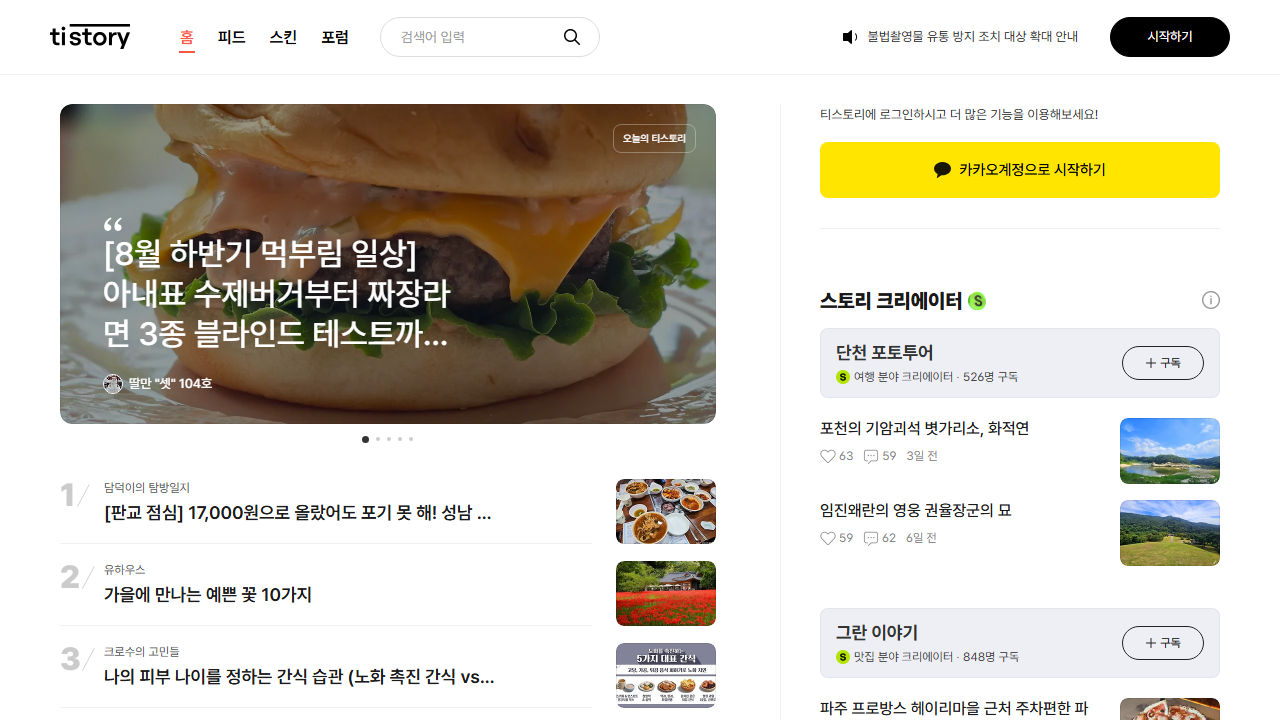 tistory
홈
피드
스킨
포럼
검색어 입력
불법촬영물 유통 방지 조치 대상 확대 안내
시작하기
오늘의 티스토리
[8월 하반기 먹부림 일상]
아내표 수제버거부터 짜장라
면 3종 블라인드 테스트까...
딸만 "셋" 104호
1
담덕이의 탐방일지
[판교 점심] 17,000원으로 올랐어도 포기 못 해! 성남 ...
2
유하우스
가을에 만나는 예쁜 꽃 10가지
3
크로수의 고민들
나의 피부 나이를 정하는 간식 습관 (노화 촉진 간식 vs...
5가지 대표 간식
티스토리에 로그인하시고 더 많은 기능을 이용해보세요!
카카오계정으로 시작하기
스토리 크리에이터 S
단천 포토투어
S 여행 분야 크리에이터 · 526명 구독
+ 구독
포천의 기암괴석 볏가리소, 화적연
63 59 3일 전
임진왜란의 영웅 권율장군의 묘
59 62 6일 전
그란 이야기
S 맛집 분야 크리에이터 · 848명 구독
+ 구독
파주 프로방스 헤이리마을 근처 주차편한 파